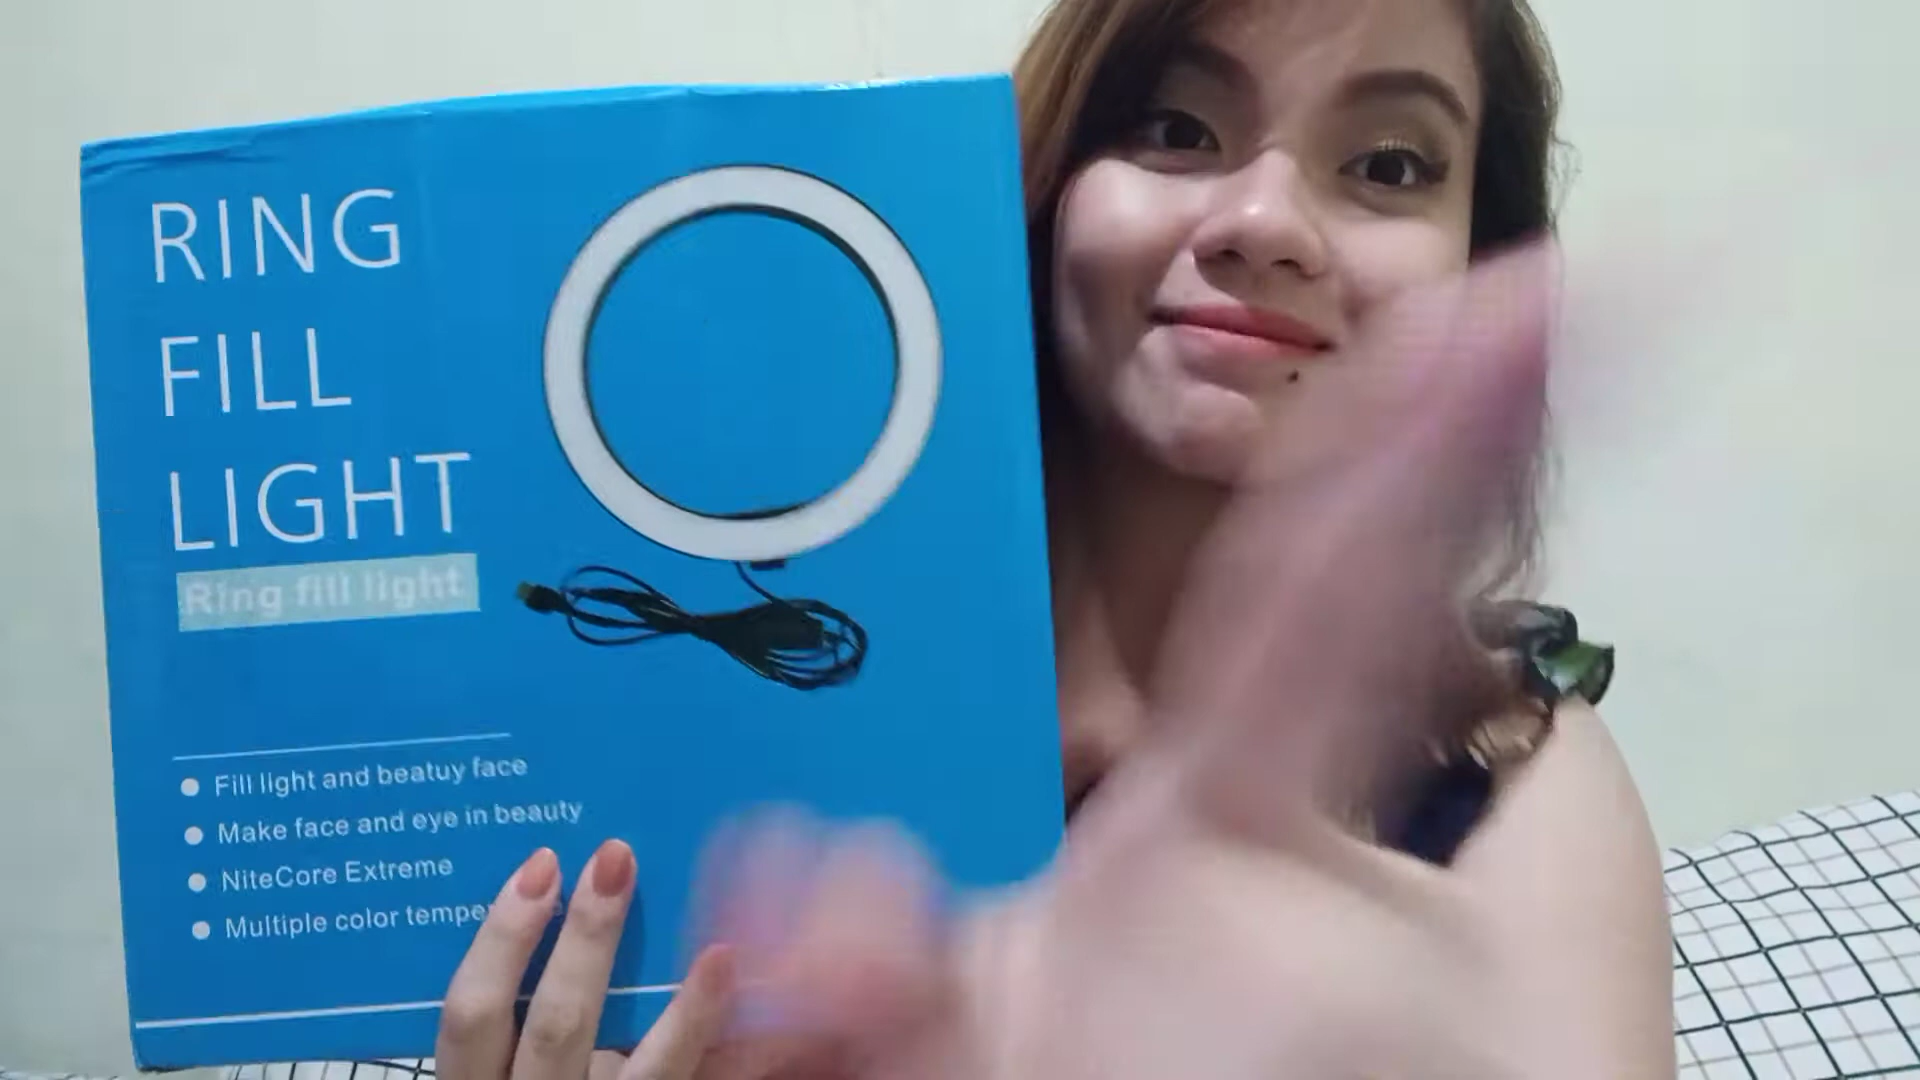 RING
FILL
LIGHT
Ring fill light
Fill light and beatuy face
Make face and eye in beauty
NiteCore Extreme
Multiple color